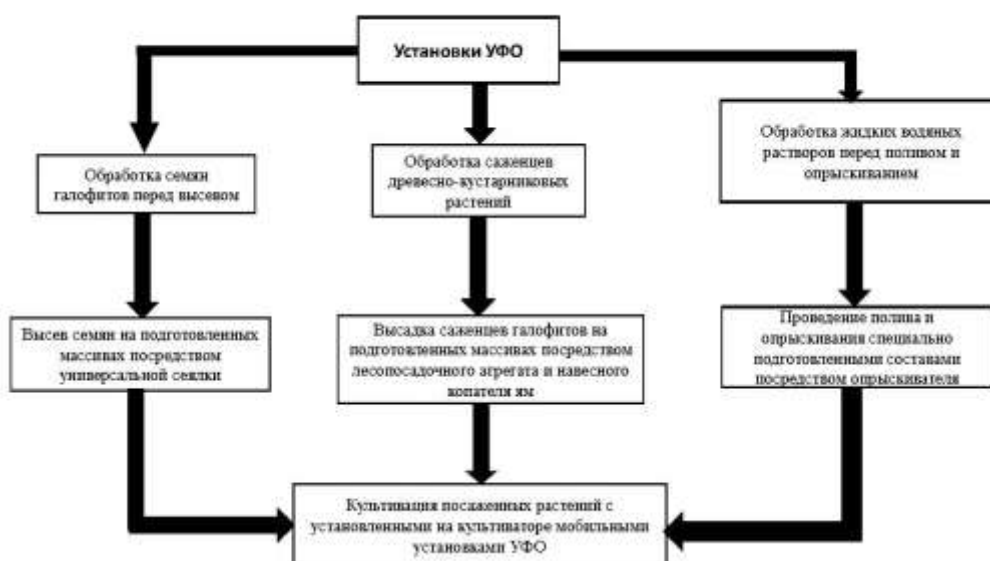 Установки УФО
Обработка семян
галофитов перед высевом
Обработка саженцев
древесно-кустарниковых
растений
Обработка жидких водяных
растворов перед поливом и
опрыскиванием
Высев семян на подготовленных
массивах посредством
универсальной сеялки
Высадка саженцев галофитов на
подготовленных массивах посредством
лесопосадочного агрегата и навесного
копателя ям
Проведение полива и
опрыскивания специально
подготовленными составами
посредством опрыскивателя
Культивация посаженных растений с
установленными на культиваторе мобильными
установками УФО